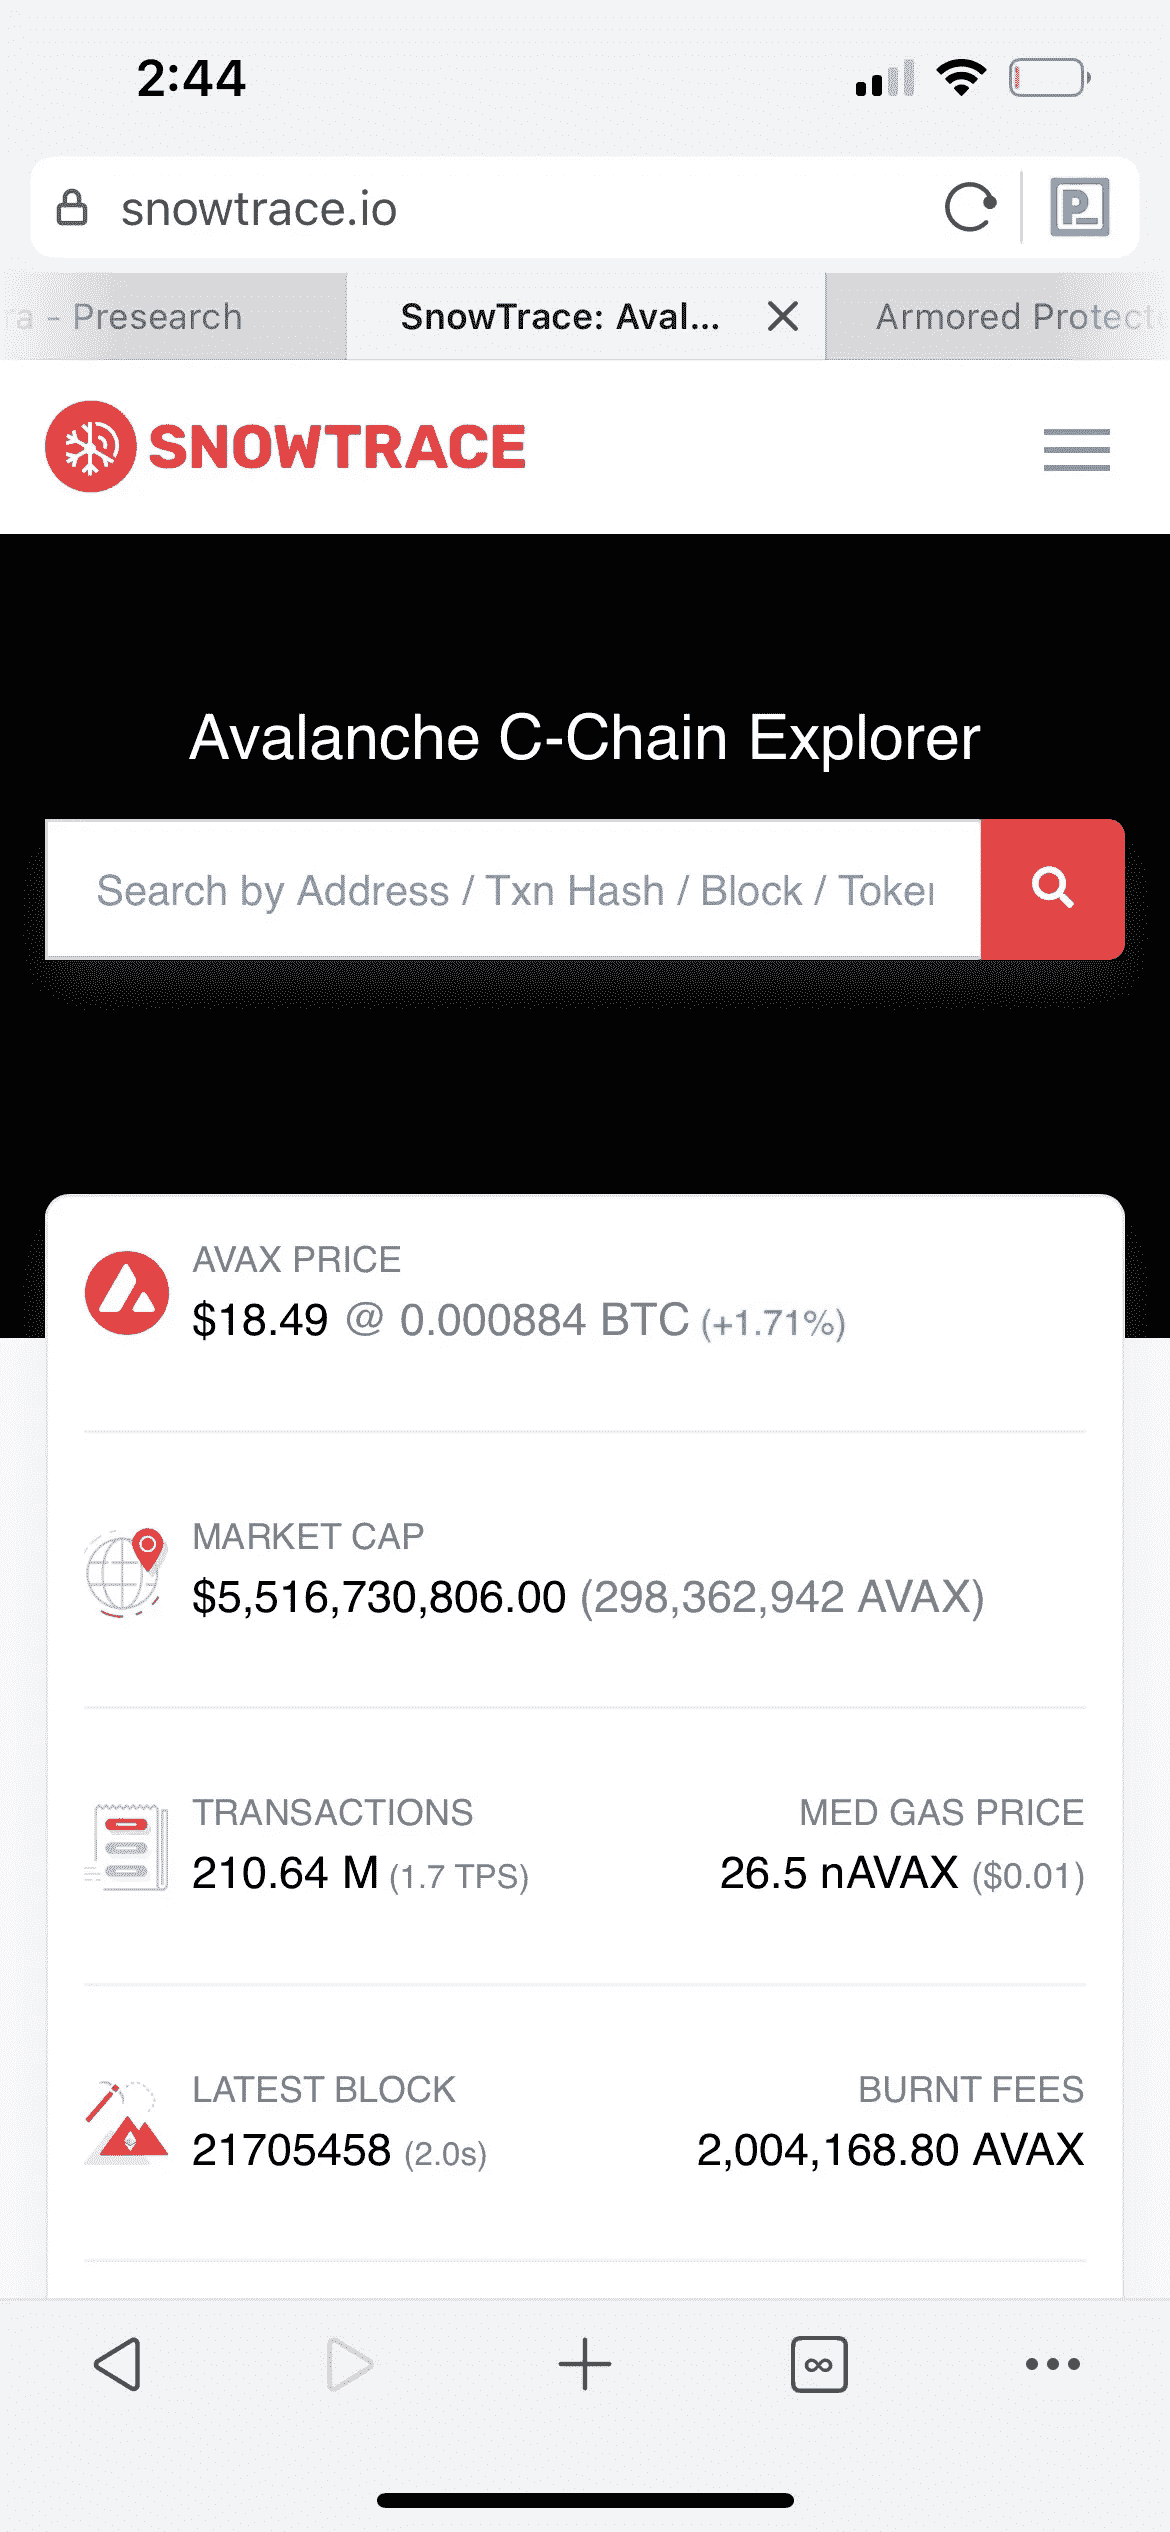 2:44
snowtrace.io
ra - Presearch
SnowTrace: Aval...
Armored Protect
SNOWTRACE
Avalanche C-Chain Explorer
Search by Address / Txn Hash / Block / Token
AVAX PRICE
$18.49 @ 0.000884 BTC (+1.71%)
MARKET CAP
$5,516,730,806.00 (298,362,942 AVAX)
TRANSACTIONS
MED GAS PRICE
210.64 M (1.7 TPS)
26.5 nAVAX ($0.01)
LATEST BLOCK
BURNT FEES
21705458 (2.0s)
2,004,168.80 AVAX